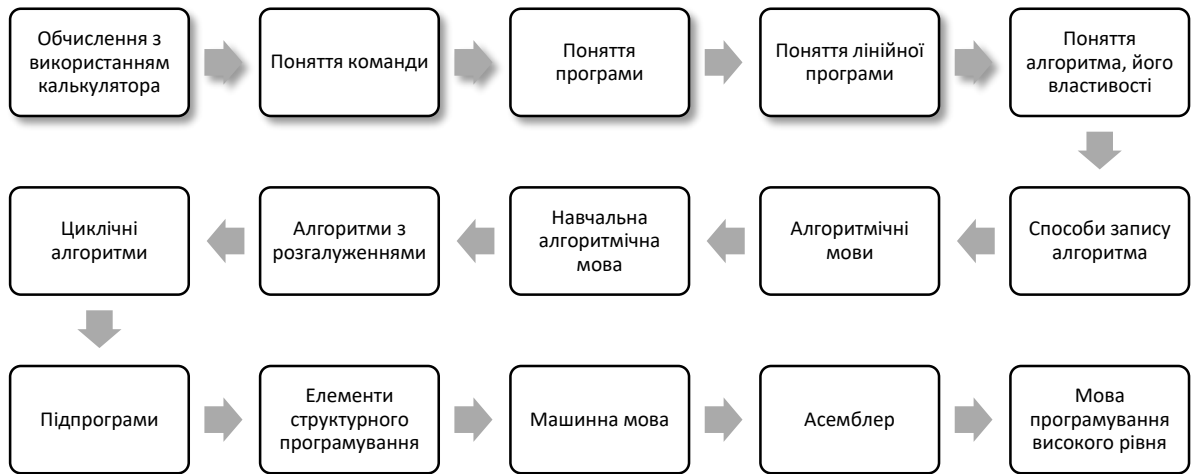 Обчислення з
використанням
калькулятора
Поняття команди
Поняття
програми
Поняття лінійної
програми
Поняття
алгоритма, його
властивості
Способи запису
алгоритма
Алгоритмічні
мови
Навчальна
алгоритмічна
мова
Алгоритми з
розгалуженнями
Циклічні
алгоритми
Підпрограми
Елементи
структурного
програмування
Машинна мова
Асемблер
Мова
програмування
високого рівня